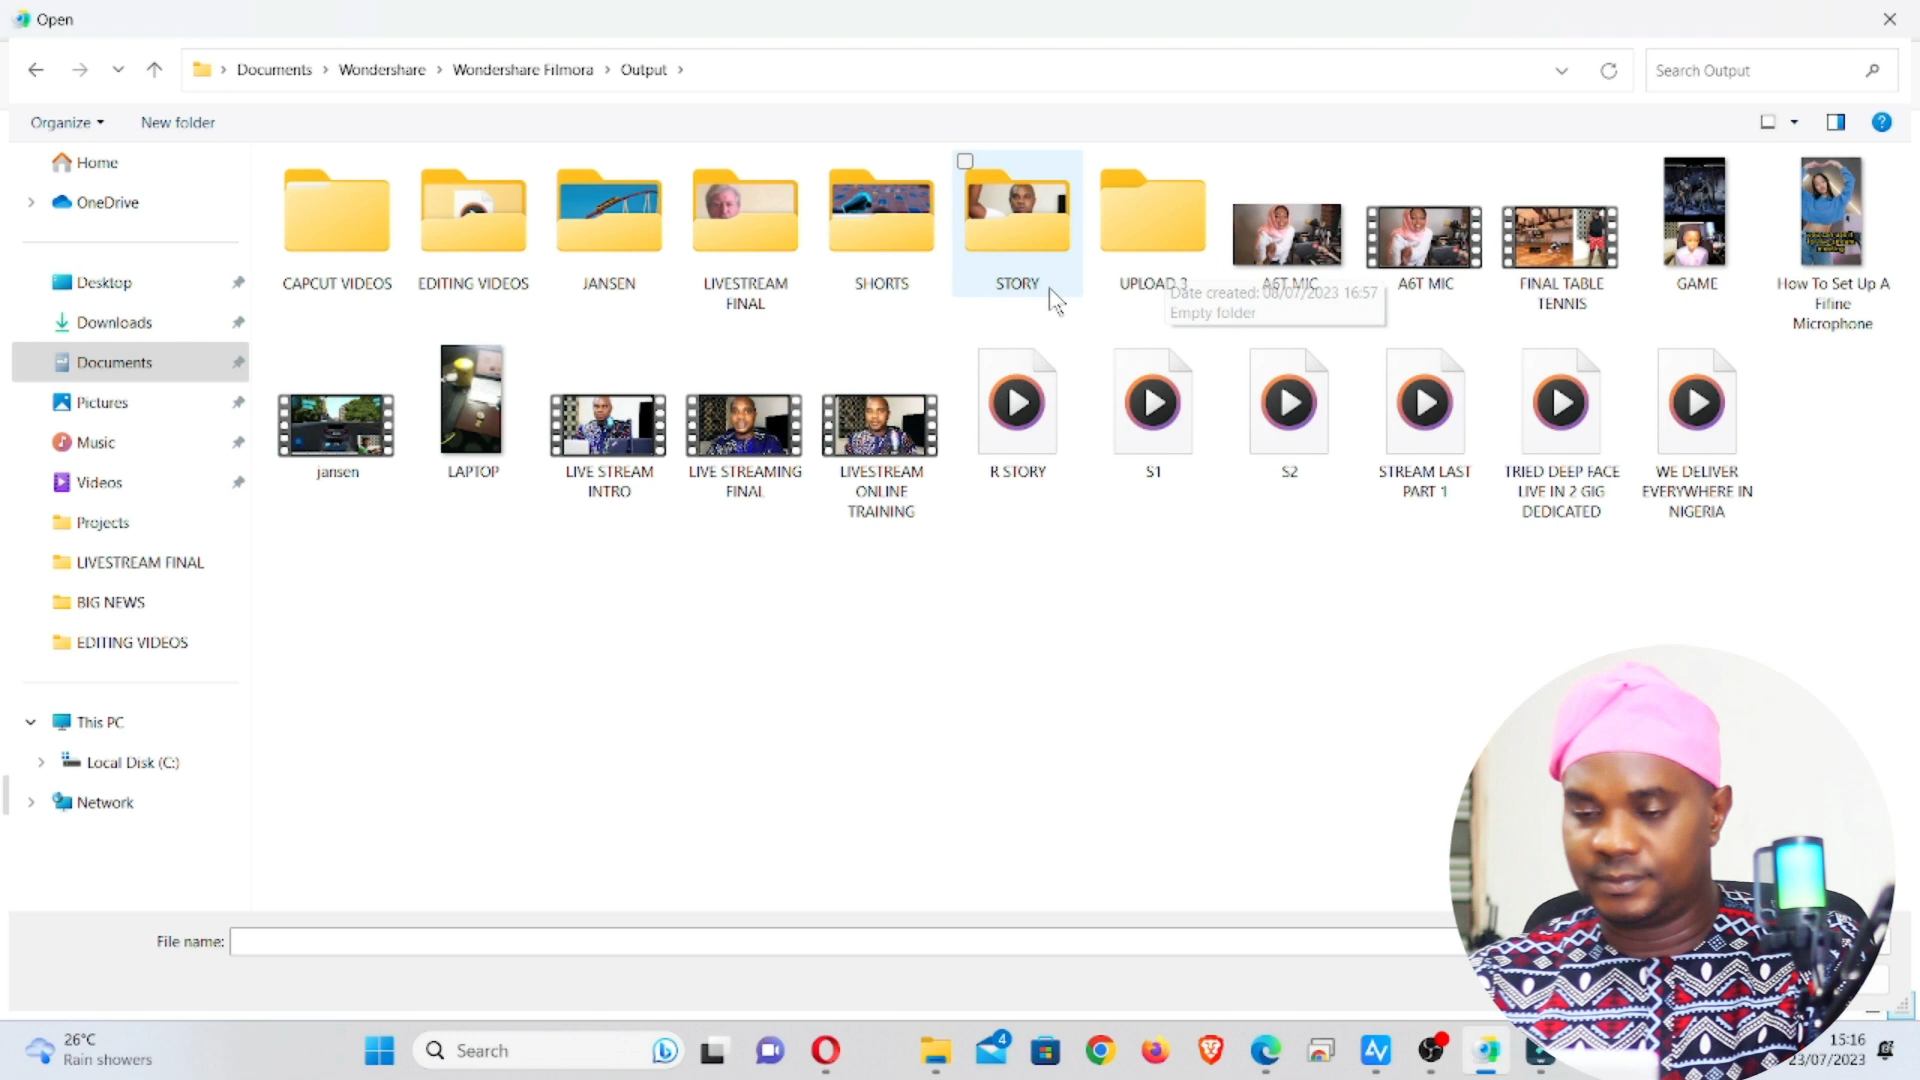 Open
Documents > Wondershare > Wondershare Filmora > Output >
Search Output
Organize
New folder
Home
OneDrive
Desktop
Downloads
Documents
Pictures
Music
Videos
Projects
LIVESTREAM FINAL
BIG NEWS
EDITING VIDEOS
This PC
Local Disk (C:)
Network
CAPCUT VIDEOS
EDITING VIDEOS
JANSEN
LIVESTREAM
FINAL
SHORTS
STORY
UPLOAD 3
A6T MIC
A6T MIC
FINAL TABLE
TENNIS
GAME
How To Set Up A
Fifine
Microphone
Date created: 08/07/2023 16:57
Empty folder
jansen
LAPTOP
LIVE STREAM
INTRO
LIVE STREAMING
FINAL
LIVESTREAM
ONLINE
TRAINING
R STORY
S1
S2
STREAM LAST
PART 1
TRIED DEEP FACE
LIVE IN 2 GIG
DEDICATED
WE DELIVER
EVERYWHERE IN
NIGERIA
File name:
26°C
Rain showers
Search
4
15:16
23/07/2023